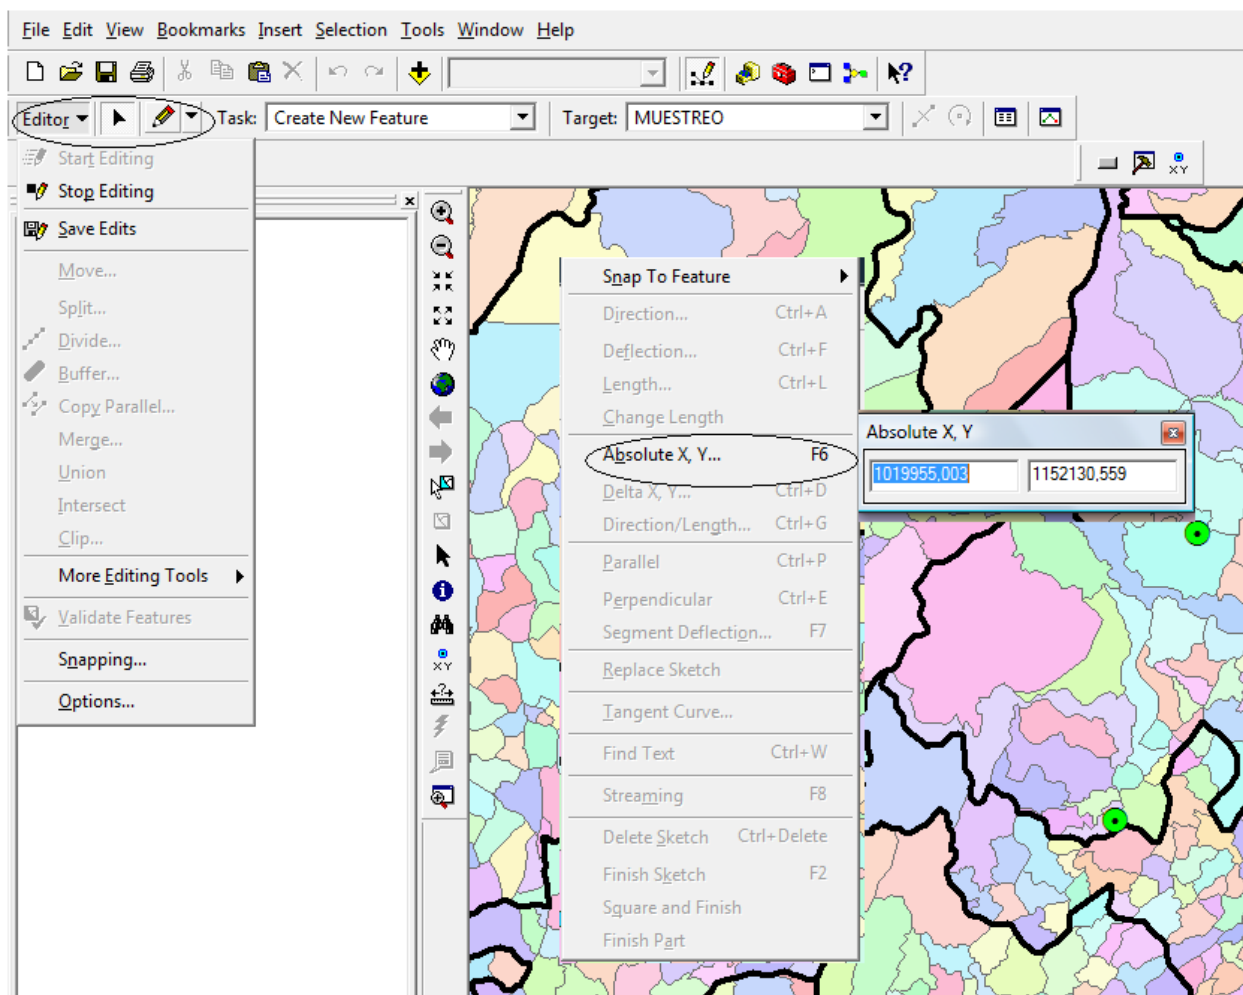 File Edit View Bookmarks Insert Selection Tools Window Help
Editor Task: Create New Feature Target: MUESTREO
Start Editing
Stop Editing
Save Edits
Move...
Split...
Divide...
Buffer...
Copy Parallel...
Merge...
Union
Intersect
Clip...
More Editing Tools
Validate Features
Snapping...
Options...
XY
XY
Snap To Feature
Direction... Ctrl+A
Deflection... Ctrl+F
Length... Ctrl+L
Change Length
Absolute X, Y... F6
Delta X, Y... Ctrl+D
Direction/Length... Ctrl+G
Parallel Ctrl+P
Perpendicular Ctrl+E
Segment Deflection... F7
Replace Sketch
Tangent Curve...
Find Text Ctrl+W
Streaming F8
Delete Sketch Ctrl+Delete
Finish Sketch F2
Square and Finish
Finish Part
Absolute X, Y
1019955,003 1152130,559